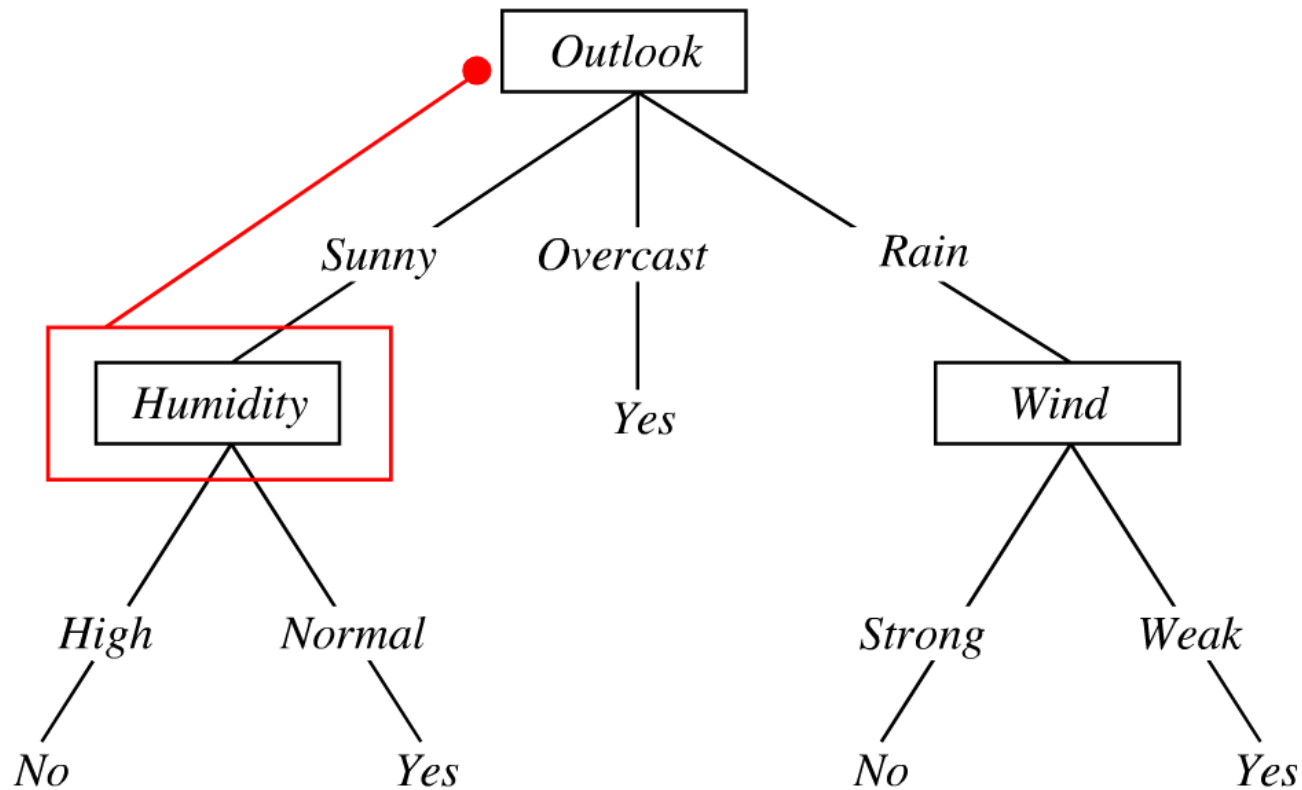 Outlook
Sunny Overcast Rain
Humidity Yes Wind
High Normal Strong Weak
No Yes No Yes